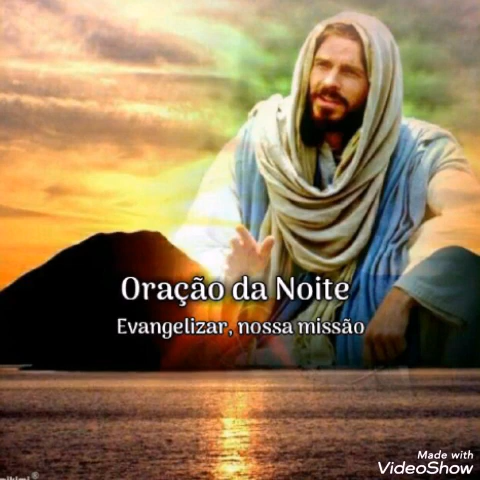 Oração da Noite
Evangelizar, nossa missão
Made with
VideoShow